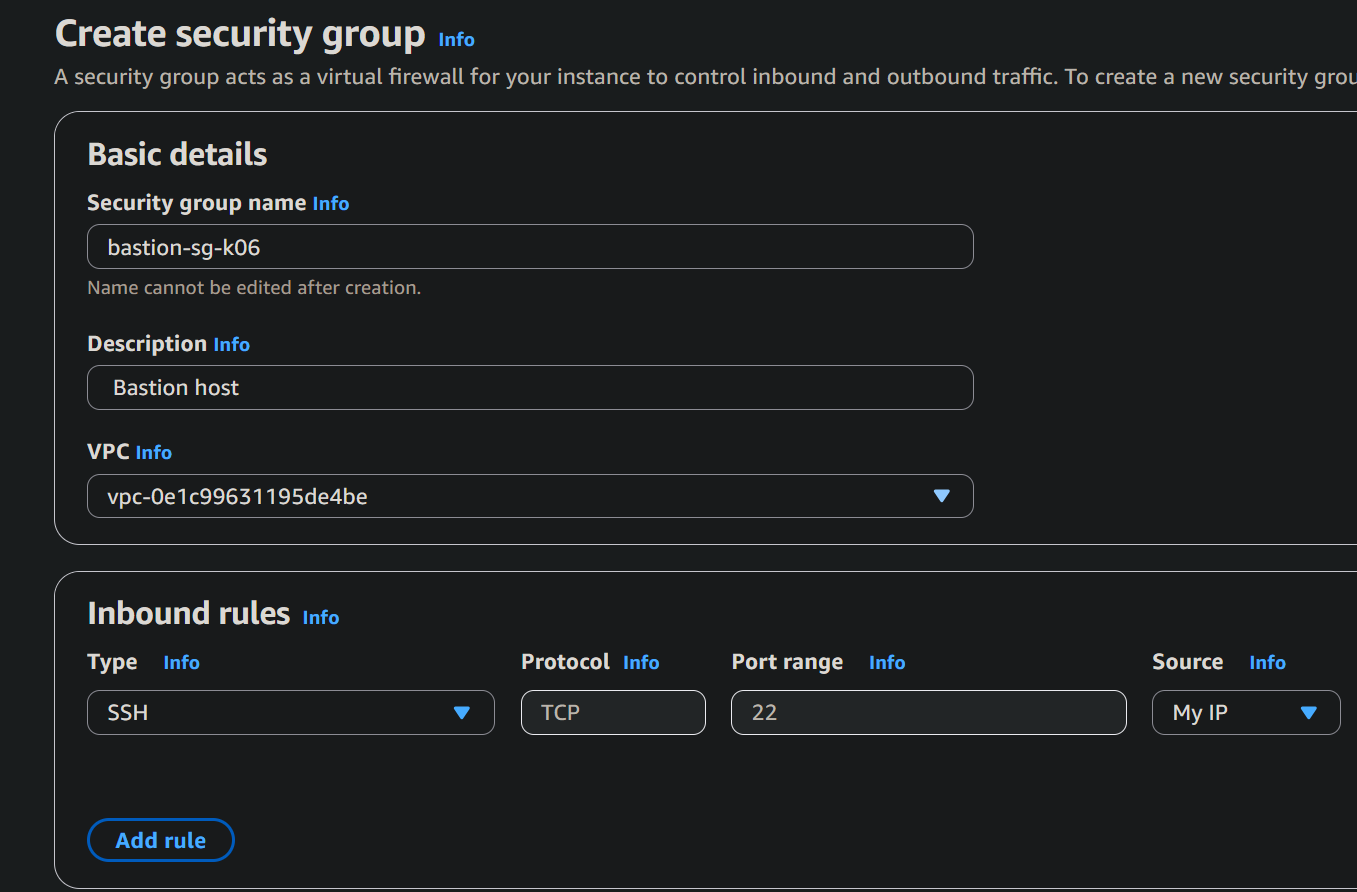 Create security group Info
A security group acts as a virtual firewall for your instance to control inbound and outbound traffic. To create a new security grou
Basic details
Security group name Info
bastion-sg-k06
Name cannot be edited after creation.
Description Info
Bastion host
VPC Info
vpc-0e1c99631195de4be
Inbound rules Info
Type Info Protocol Info Port range Info Source Info
SSH TCP 22 My IP
Add rule